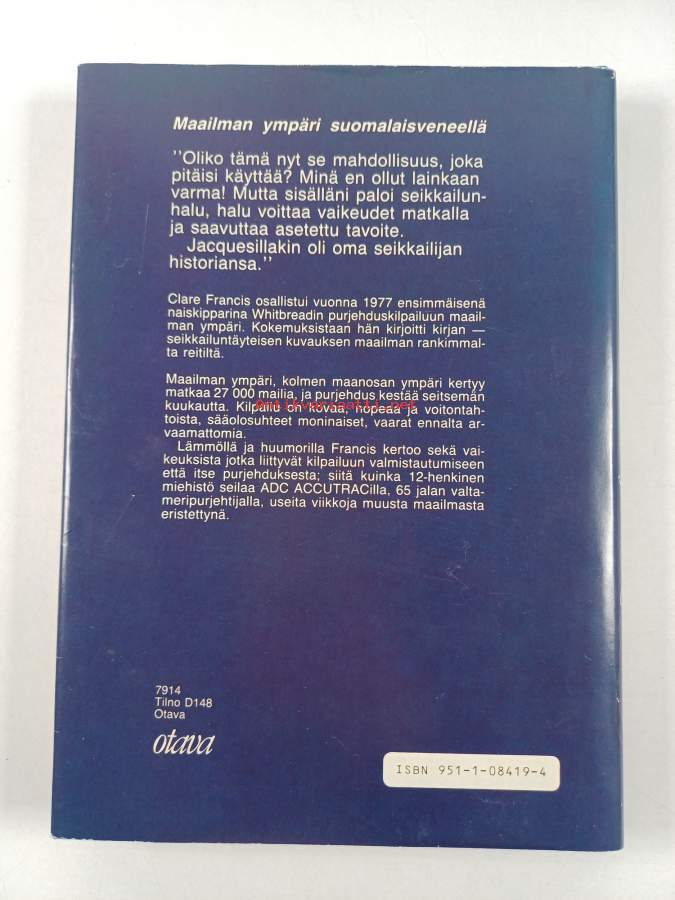 Maailman ympäri suomalaisveneellä
"Oliko tämä nyt se mahdollisuus, joka
pitäisi käyttää? Minä en ollut lainkaan
varma! Mutta sisälläni paloi seikkailun-
halu, halu voittaa vaikeudet matkalla
ja saavuttaa asetettu tavoite.
Jacquesillakin oli oma seikkailijan
historiansa."
Clare Francis osallistui vuonna 1977 ensimmäisenä
naiskipparina Whitbreadin purjehduskilpailuun maail-
man ympäri. Kokemuksistaan hän kirjoitti kirjan —
seikkailuntäyteisen kuvauksen maailman rankimmal-
ta reitiltä.
Maailman ympäri, kolmen maanosan ympäri kertyy
matkaa 27 000 mailia, ja purjehdus kestää seitsemän
kuukautta. Kilpailu on kovaa, nopeaa ja voitontah-
toista, sääolosuhteet moninaiset, vaarat ennalta ar-
vaamattomia.
Lämmöllä ja huumorilla Francis kertoo sekä vai-
keuksista jotka liittyvät kilpailuun valmistautumiseen
että itse purjehduksesta; siitä kuinka 12-henkinen
miehistö seilaa ADC ACCUTRACilla, 65 jalan valta-
meripurjehtijalla, useita viikkoja muusta maailmasta
eristettynä.
7914
Tilno D148
Otava
otava
ISBN 951-1-08419-4